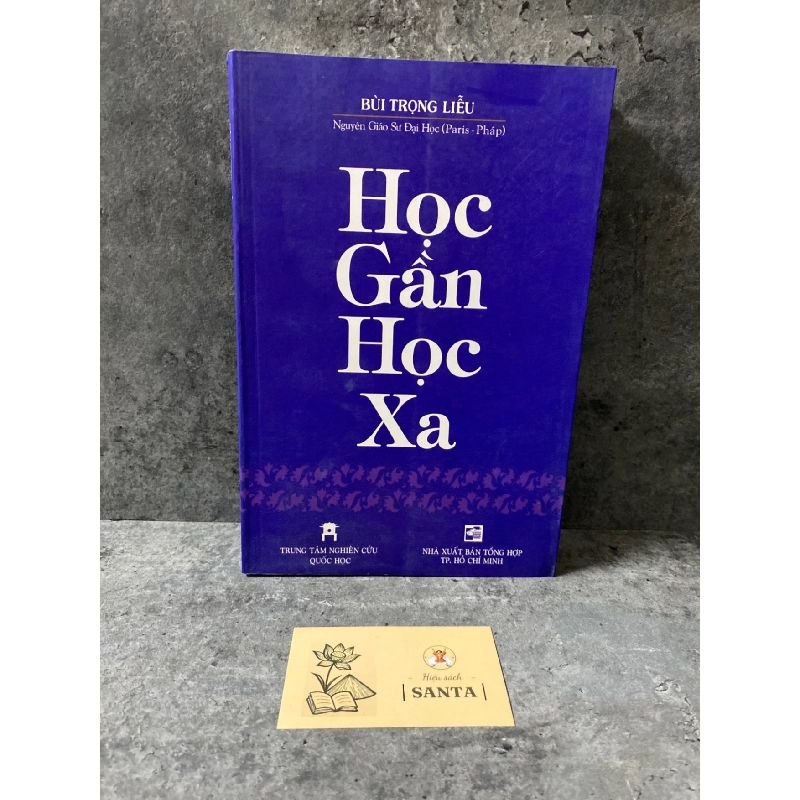 BÙI TRỌNG LIỄU
Nguyên Giáo Sư Đại Học (Paris - Pháp)
Học
Gần
Học
Xa
TRUNG TÂM NGHIÊN CỨU
QUỐC HỌC
NHÀ XUẤT BẢN TỔNG HỢP
TP. HỒ CHÍ MINH
Hiệu sách
SANTA